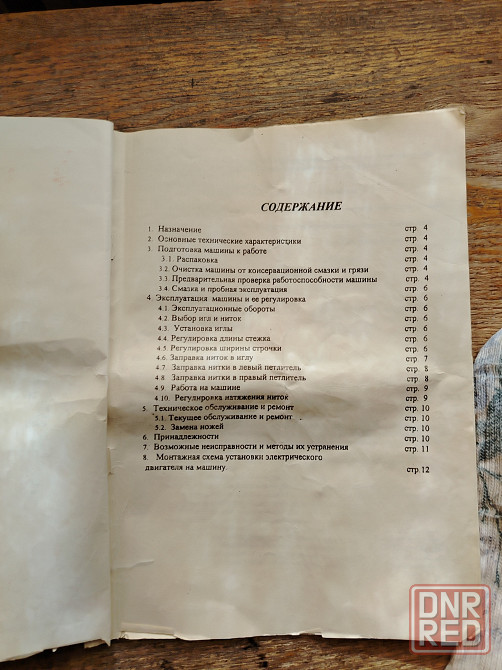 СОДЕРЖАНИЕ
1. Назначение стр 4
2. Основные технические характеристики стр. 4
3. Подготовка машины к работе стр. 4
3.1. Распаковка стр. 4
3.2. Очистка машины от консервационной смазки и грязи стр. 4
3.3. Предварительная проверка работоспособности машины стр. 4
3.4. Смазка и пробная эксплуатация стр. 6
4. Эксплуатация машины и ее регулировка стр. 6
4.1. Эксплуатационные обороты стр. 6
4.2. Выбор игл и ниток стр. 6
4.3. Установка иглы стр. 6
4.4. Регулировка длины стежка стр. 6
4.5. Регулировка ширины строчки стр. 6
4.6. Заправка ниток в иглу стр. 7
4.7 Заправка нитки в левый петлитель стр. 8
4.8 Заправка нитки в правый петлитель стр. 8
4.9. Работа на машине стр. 9
4.10. Регулировка натяжения ниток стр. 9
5. Техническое обслуживание и ремонт стр. 10
5.1. Текущее обслуживание и ремонт стр. 10
5.2. Замена ножей стр. 10
6. Принадлежности стр. 10
7. Возможные неисправности и методы их устранения стр. 11
8. Монтажная схема установки электрического
двигателя на машину. стр.12
DNR
RED